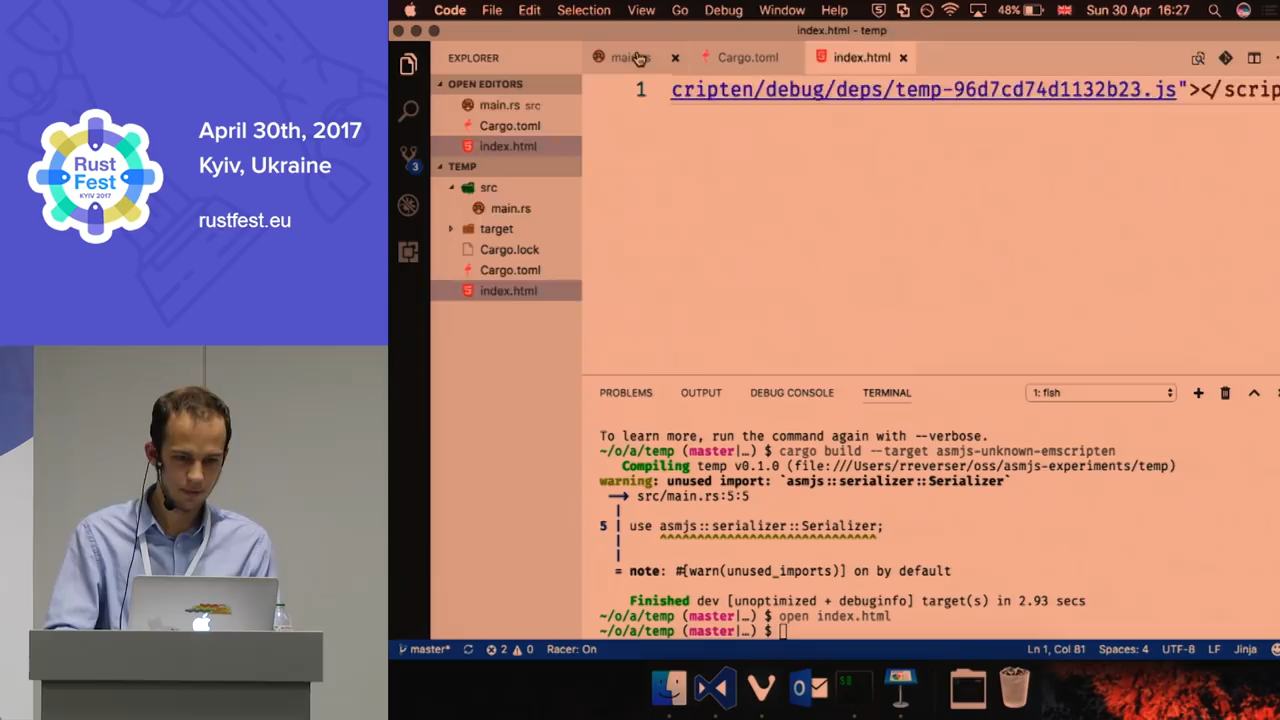 Code File Edit Selection View Go Debug Window Help 48% Sun 30 Apr 16:27
index.html - temp
April 30th, 2017
Kyiv, Ukraine
rustfest.eu
Rust
Fest
KYIV 2017
EXPLORER
OPEN EDITORS
main.rs src
Cargo.toml
index.html
TEMP
src
main.rs
target
Cargo.lock
Cargo.toml
index.html
3
Cargo.toml index.html
1 cripten/debug/deps/temp-96d7cd74d1132b23.js"></scrip
PROBLEMS OUTPUT DEBUG CONSOLE TERMINAL 1: fish
To learn more, run the command again with --verbose.
~/o/a/temp (master|…) $ cargo build --target asmjs-unknown-emscripten
Compiling temp v0.1.0 (file:///Users/rreverser/oss/asmjs-experiments/temp)
warning: unused import: `asmjs::serializer::Serializer`
--> src/main.rs:5:5
|
5 | use asmjs::serializer::Serializer;
| ^^^^^^^^^^^^^^^^^^^^^^^^^^^^^
|
= note: #[warn(unused_imports)] on by default
Finished dev [unoptimized + debuginfo] target(s) in 2.93 secs
~/o/a/temp (master|…) $ open index.html
~/o/a/temp (master|…) $
master* 2 0 Racer: On Ln 1, Col 81 Spaces: 4 UTF-8 LF Jinja